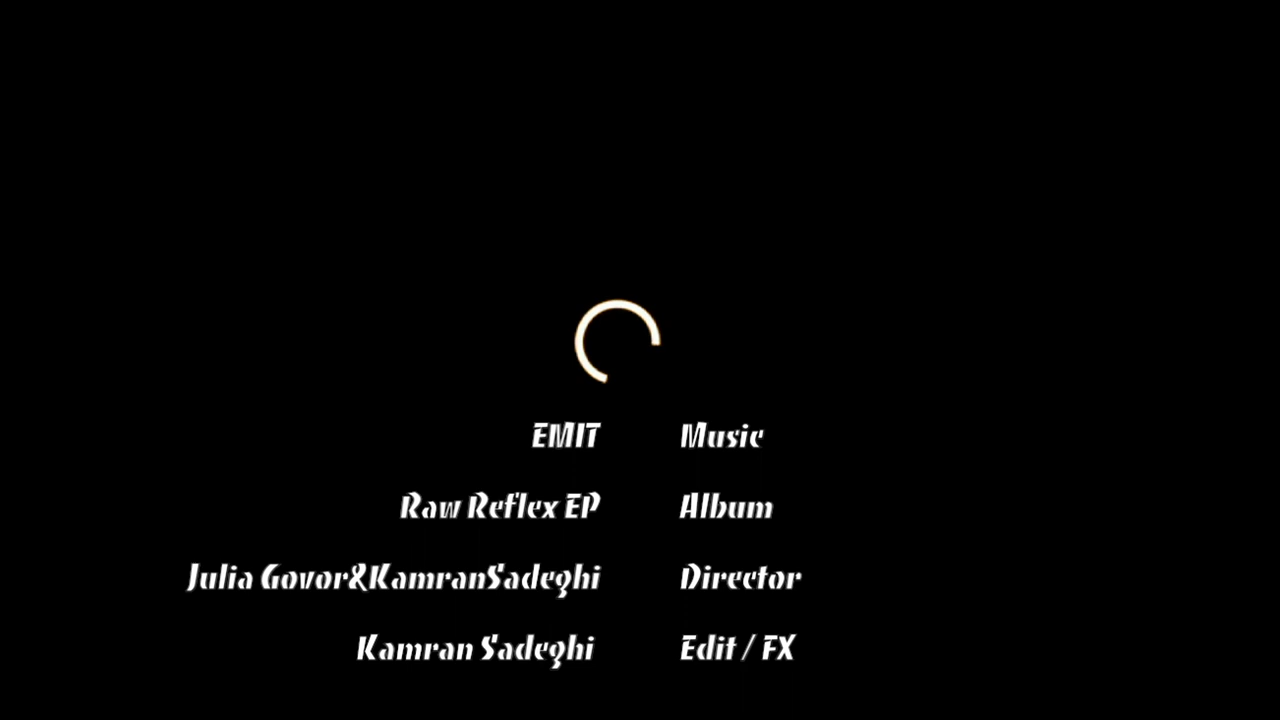 EMIT Music
Raw Reflex EP Album
Julia Govor&KamranSadeghi Director
Kamran Sadeghi Edit / FX